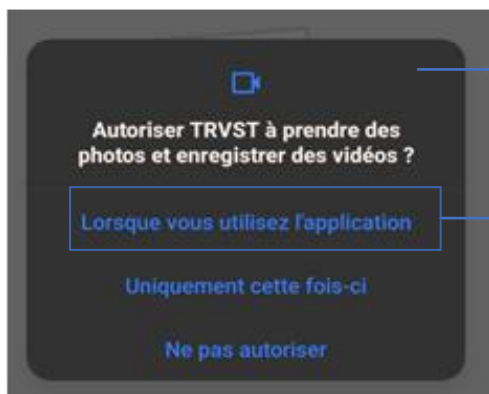 Autoriser TRVST à prendre des
photos et enregistrer des vidéos ?
Lorsque vous utilisez l'application
Uniquement cette fois-ci
Ne pas autoriser